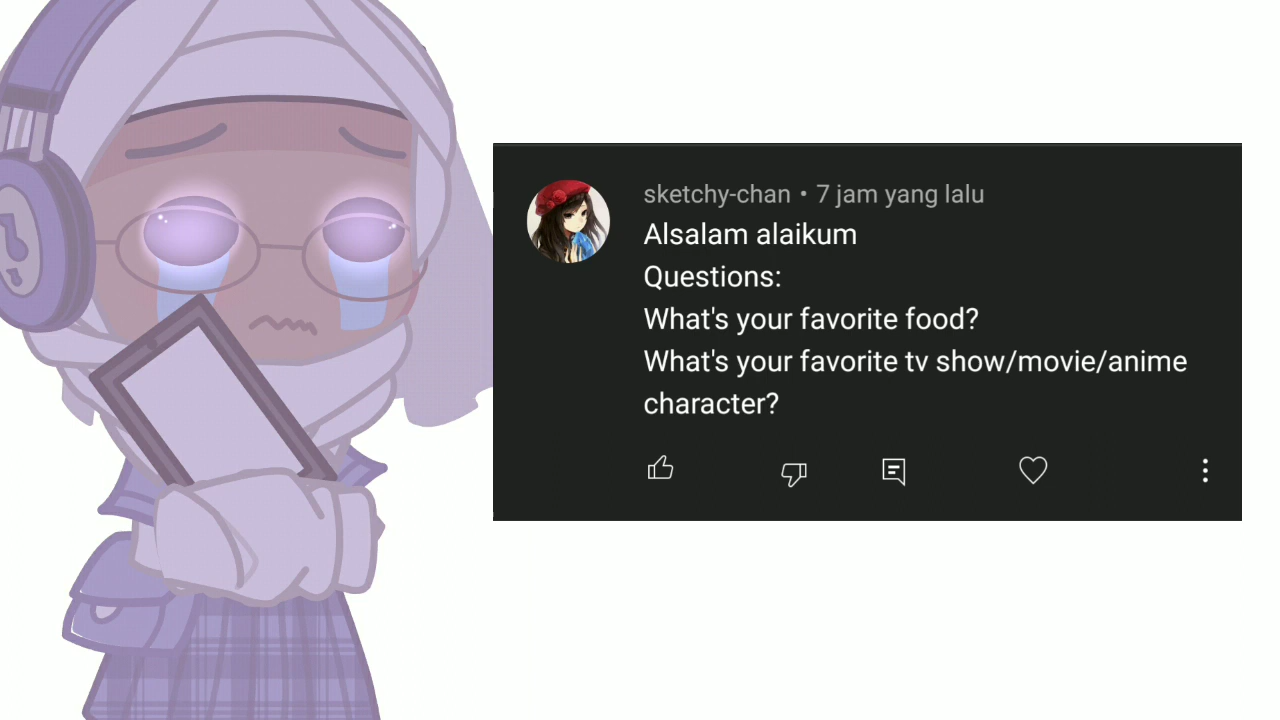 sketchy-chan • 7 jam yang lalu
Alsalam alaikum
Questions:
What's your favorite food?
What's your favorite tv show/movie/anime
character?